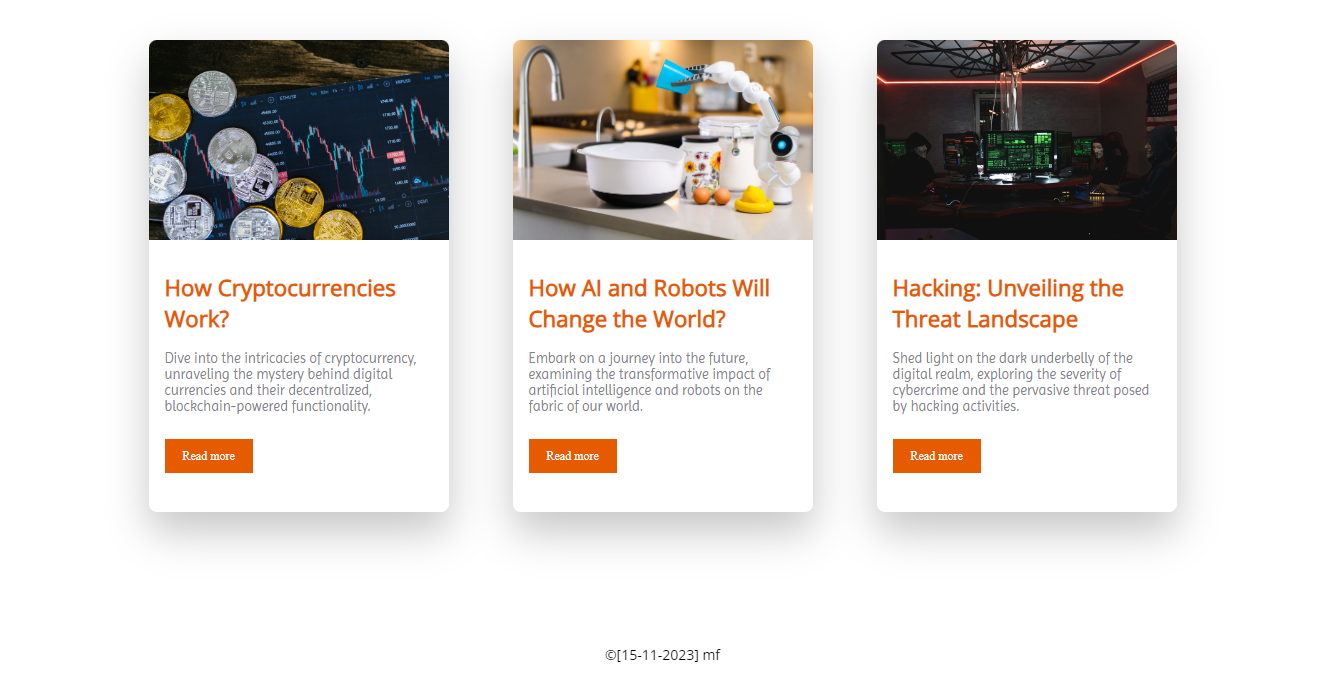 How Cryptocurrencies
Work?
Dive into the intricacies of cryptocurrency,
unraveling the mystery behind digital
currencies and their decentralized,
blockchain-powered functionality.
Read more
How AI and Robots Will
Change the World?
Embark on a journey into the future,
examining the transformative impact of
artificial intelligence and robots on the
fabric of our world.
Read more
Hacking: Unveiling the
Threat Landscape
Shed light on the dark underbelly of the
digital realm, exploring the severity of
cybercrime and the pervasive threat posed
by hacking activities.
Read more
©[15-11-2023] mf